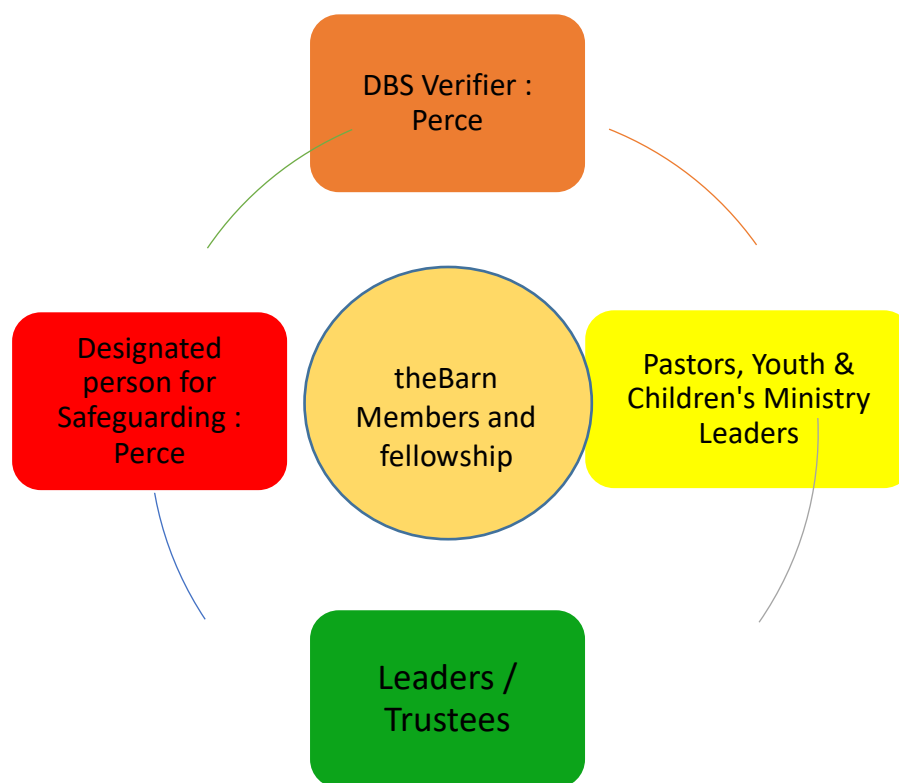 DBS Verifier :
Perce
Designated
person for
Safeguarding :
Perce
theBarn
Members and
fellowship
Pastors, Youth &
Children's Ministry
Leaders
Leaders /
Trustees